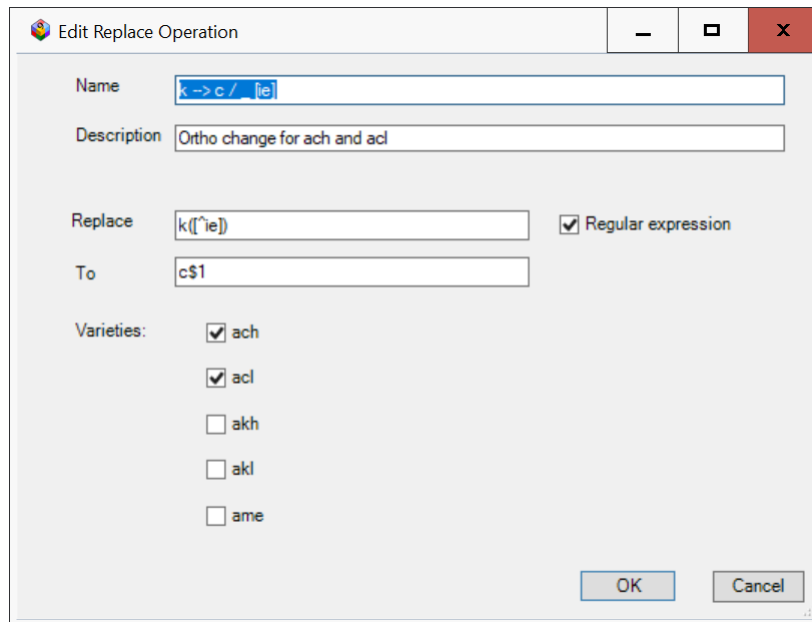 Edit Replace Operation
Name
k --> c / _ [ie]
Description
Ortho change for ach and acl
Replace
k([^ie])
Regular expression
To
c$1
Varieties:
ach
acl
akh
akl
ame
OK
Cancel